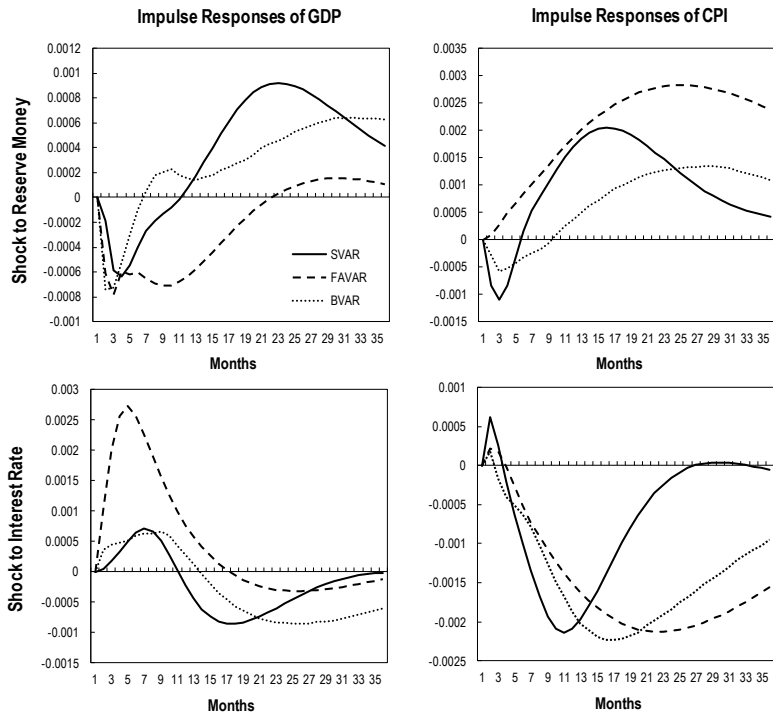 Impulse Responses of GDP
Impulse Responses of CPI
Shock to Reserve Money
0.0012
0.001
0.0008
0.0006
0.0004
0.0002
0
-0.0002
-0.0004
-0.0006
-0.0008
-0.001
SVAR
FAVAR
BVAR
1 3 5 7 9 11 13 15 17 19 21 23 25 27 29 31 33 35
Months
0.0035
0.003
0.0025
0.002
0.0015
0.001
0.0005
0
-0.0005
-0.001
-0.0015
1 3 5 7 9 11 13 15 17 19 21 23 25 27 29 31 33 35
Months
Shock to Interest Rate
0.003
0.0025
0.002
0.0015
0.001
0.0005
0
-0.0005
-0.001
-0.0015
1 3 5 7 9 11 13 15 17 19 21 23 25 27 29 31 33 35
Months
0.001
0.0005
0
-0.0005
-0.001
-0.0015
-0.002
-0.0025
1 3 5 7 9 11 13 15 17 19 21 23 25 27 29 31 33 35
Months